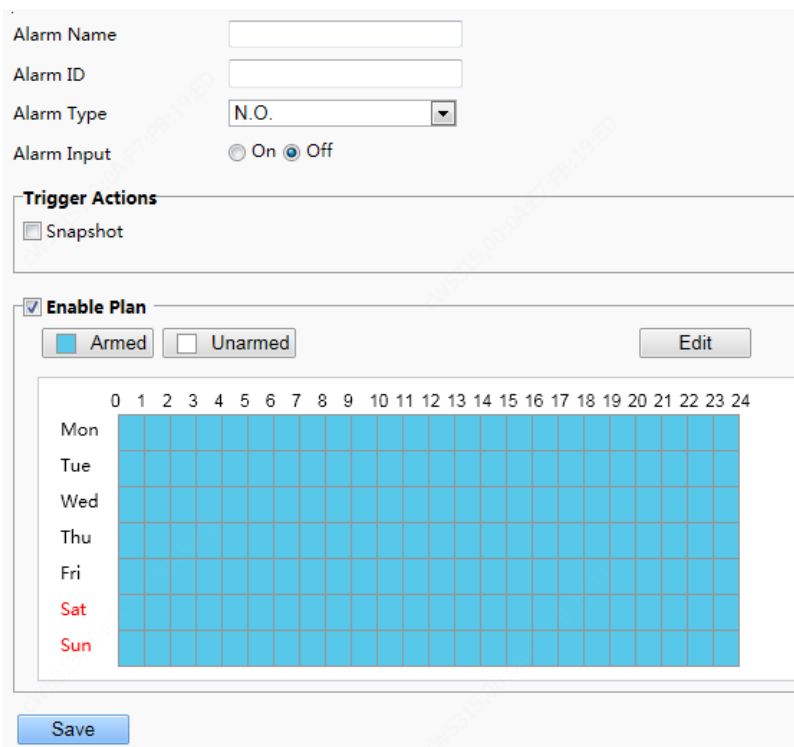 Alarm Name
Alarm ID
Alarm Type N.O.
Alarm Input On Off
Trigger Actions
Snapshot
Enable Plan
Armed Unarmed Edit
0 1 2 3 4 5 6 7 8 9 10 11 12 13 14 15 16 17 18 19 20 21 22 23 24
Mon
Tue
Wed
Thu
Fri
Sat
Sun
Save